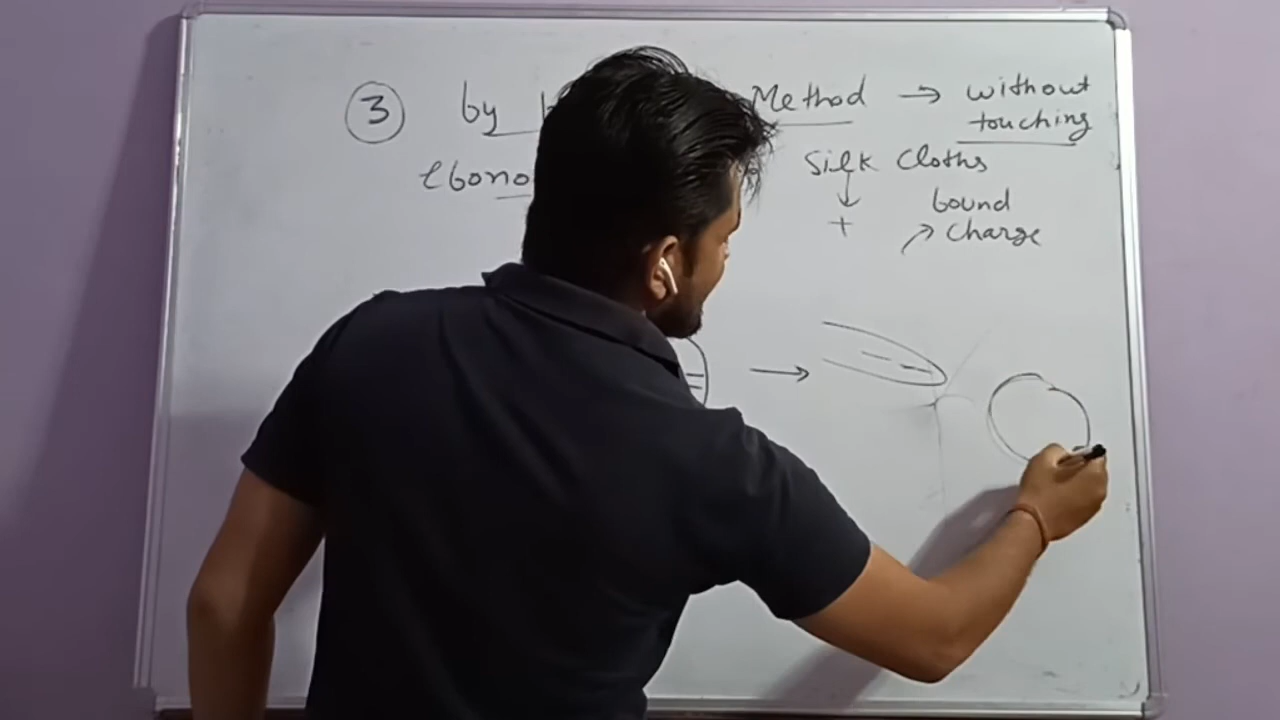 3 by Method → without
touching
ebono Silk cloths
↓
+
bound
↗ charge
→